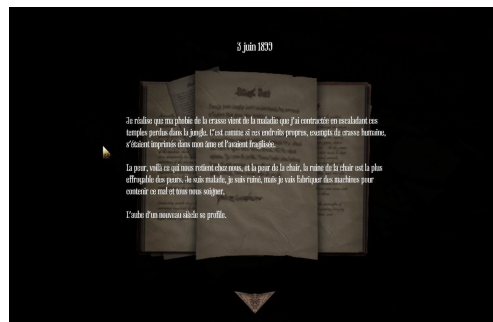 3 juin 1899
Je réalise que ma phobie de la crasse vient de la maladie que j'ai contractée en escaladant ces
temples perdus dans la jungle. C'est comme si ces endroits propres, exempts de crasse humaine,
s'étaient imprimés dans mon âme et l'avaient fragilisée.
La peur, voilà ce qui nous retient chez nous, et la peur de la chair, la ruine de la chair est la plus
effroyable des peurs. Je suis malade, je suis ruiné, mais je vais fabriquer des machines pour
contenir ce mal et tous nous soigner.
L'aube d'un nouveau siècle se profile.